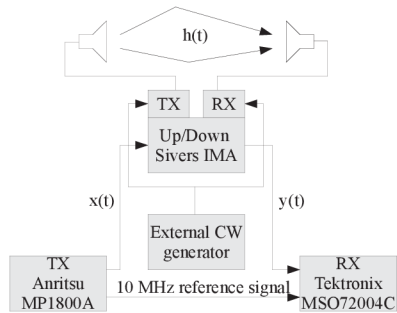 h(t)
TX
RX
Up/Down
Sivers IMA
x(t)
y(t)
External CW
generator
TX
Anritsu
MP1800A
10 MHz reference signal
RX
Tektronix
MSO72004C